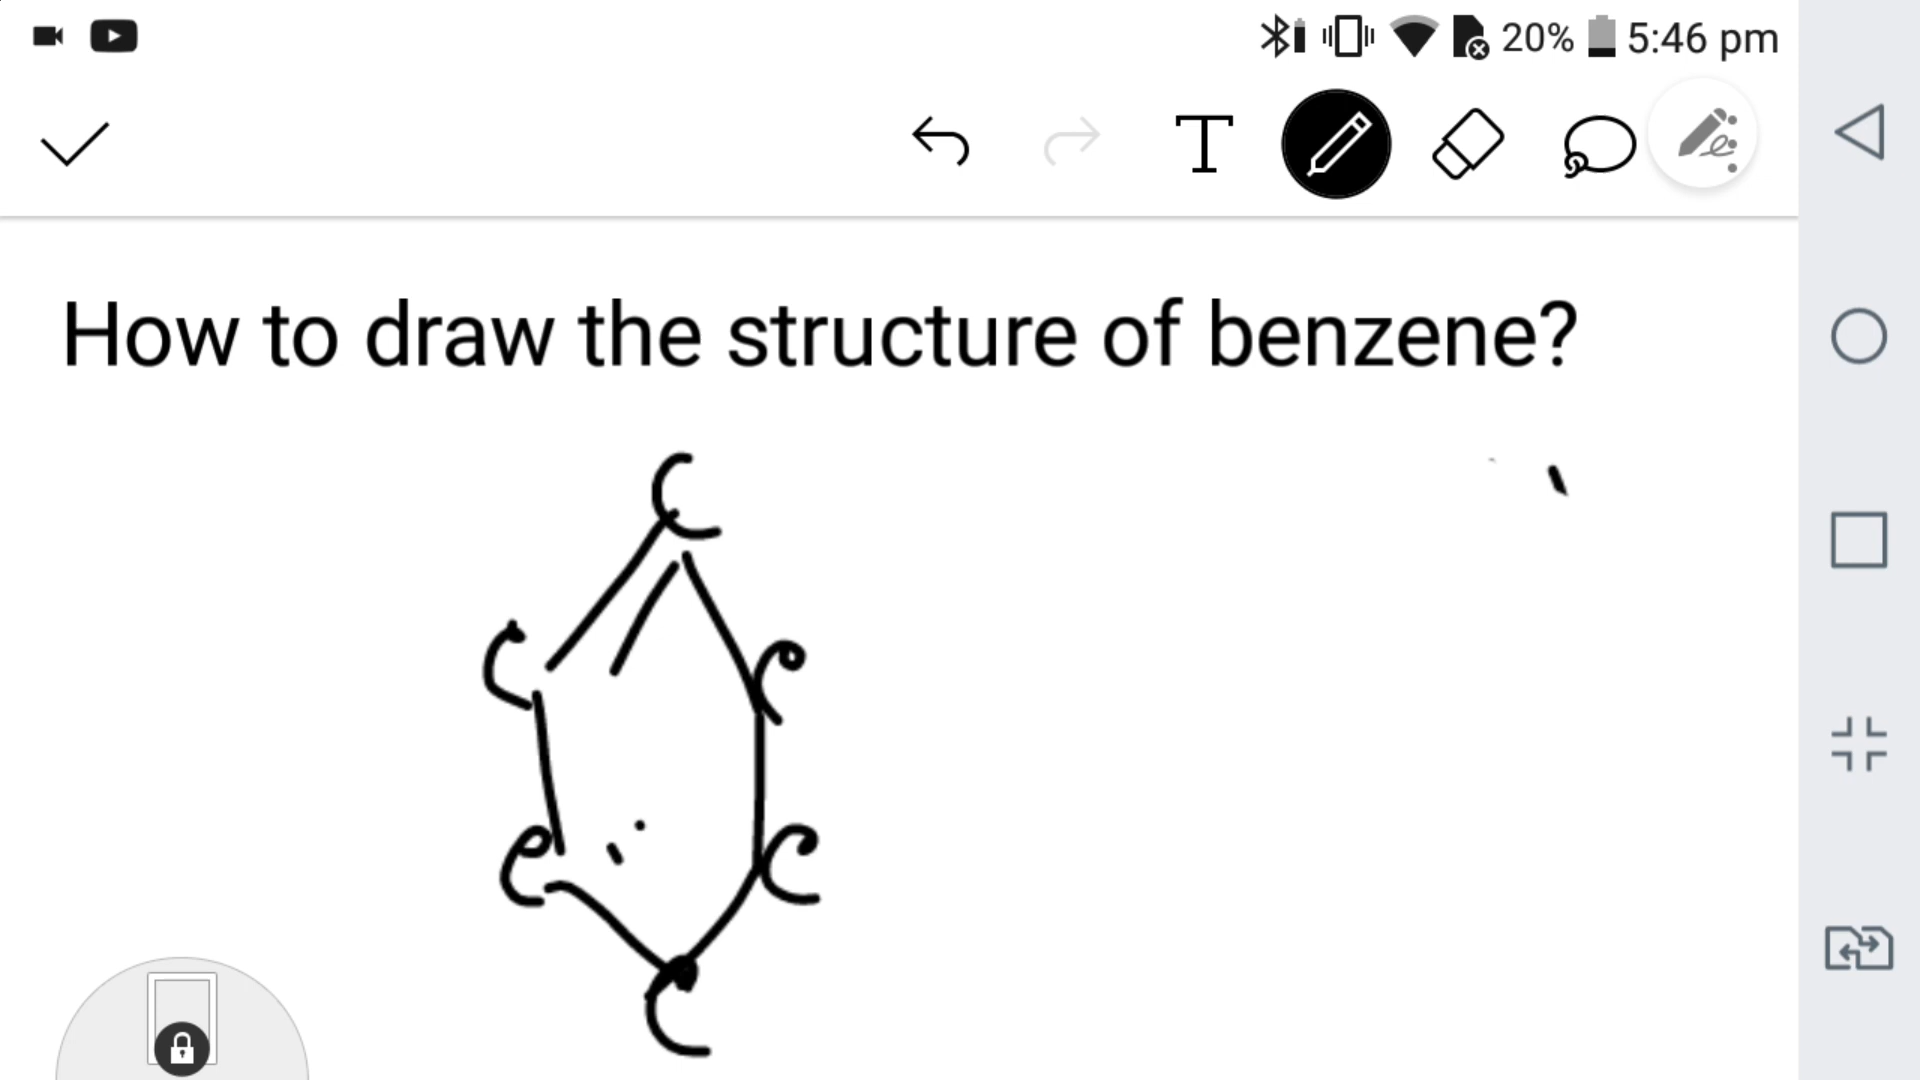 20% 5:46 pm
T
How to draw the structure of benzene?
C
C C
C C
C